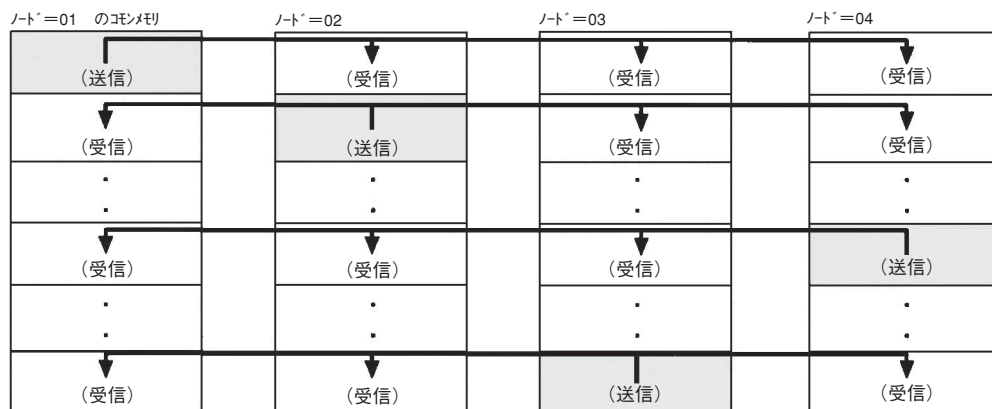 ﾉｰﾄﾞ＝01 のｺﾓﾝﾒﾓﾘ ﾉｰﾄﾞ＝02 ﾉｰﾄﾞ＝03 ﾉｰﾄﾞ＝04
（送信） （受信） （受信） （受信）
（受信） （送信） （受信） （受信）
（受信） （受信） （受信） （送信）
（受信） （受信） （送信） （受信）